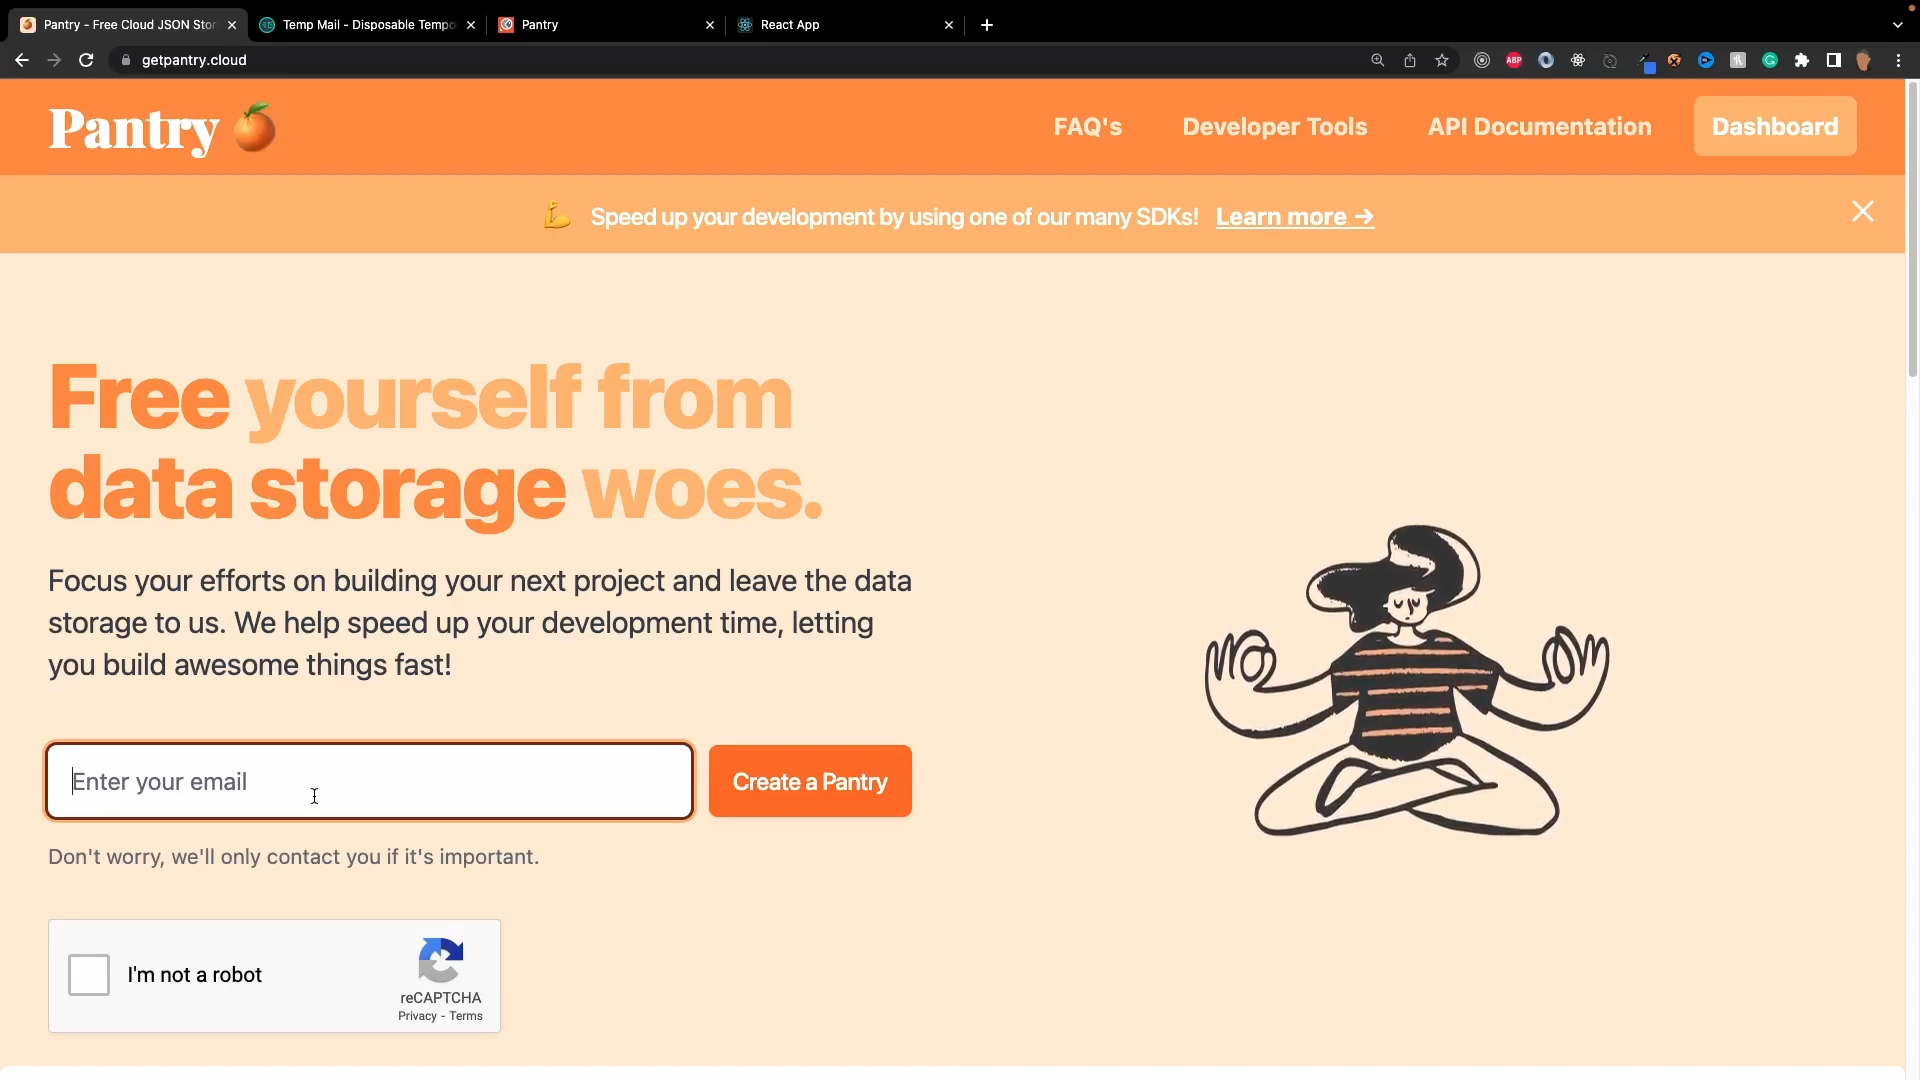 Pantry - Free Cloud JSON Stor
Temp Mail - Disposable Tempo
Pantry
React App
getpantry.cloud
ABP
Pantry
FAQ's
Developer Tools
API Documentation
Dashboard
Speed up your development by using one of our many SDKs! Learn more →
Free yourself from
data storage woes.
Focus your efforts on building your next project and leave the data
storage to us. We help speed up your development time, letting
you build awesome things fast!
Enter your email
Create a Pantry
Don't worry, we'll only contact you if it's important.
I'm not a robot
reCAPTCHA
Privacy - Terms